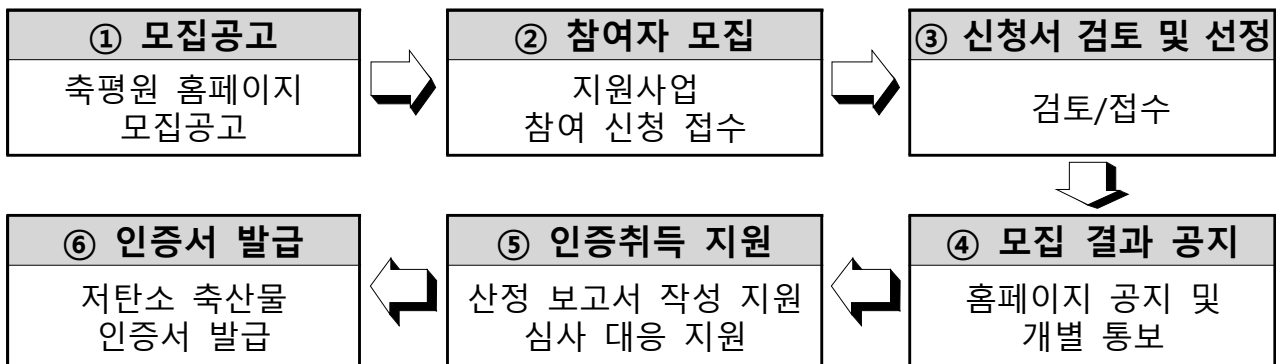 ① 모집공고
축평원 홈페이지
모집공고
② 참여자 모집
지원사업
참여 신청 접수
③ 신청서 검토 및 선정
검토/접수
④ 모집 결과 공지
홈페이지 공지 및
개별 통보
⑤ 인증취득 지원
산정 보고서 작성 지원
심사 대응 지원
⑥ 인증서 발급
저탄소 축산물
인증서 발급